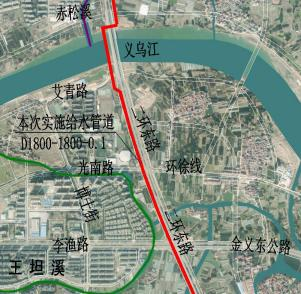 赤松溪
义乌江
艾青路
二环东路
本次实施给水管道
D1800-T800-0.1
光南路
环徐线
李渔路
二环东路
金义东公路
王坦溪